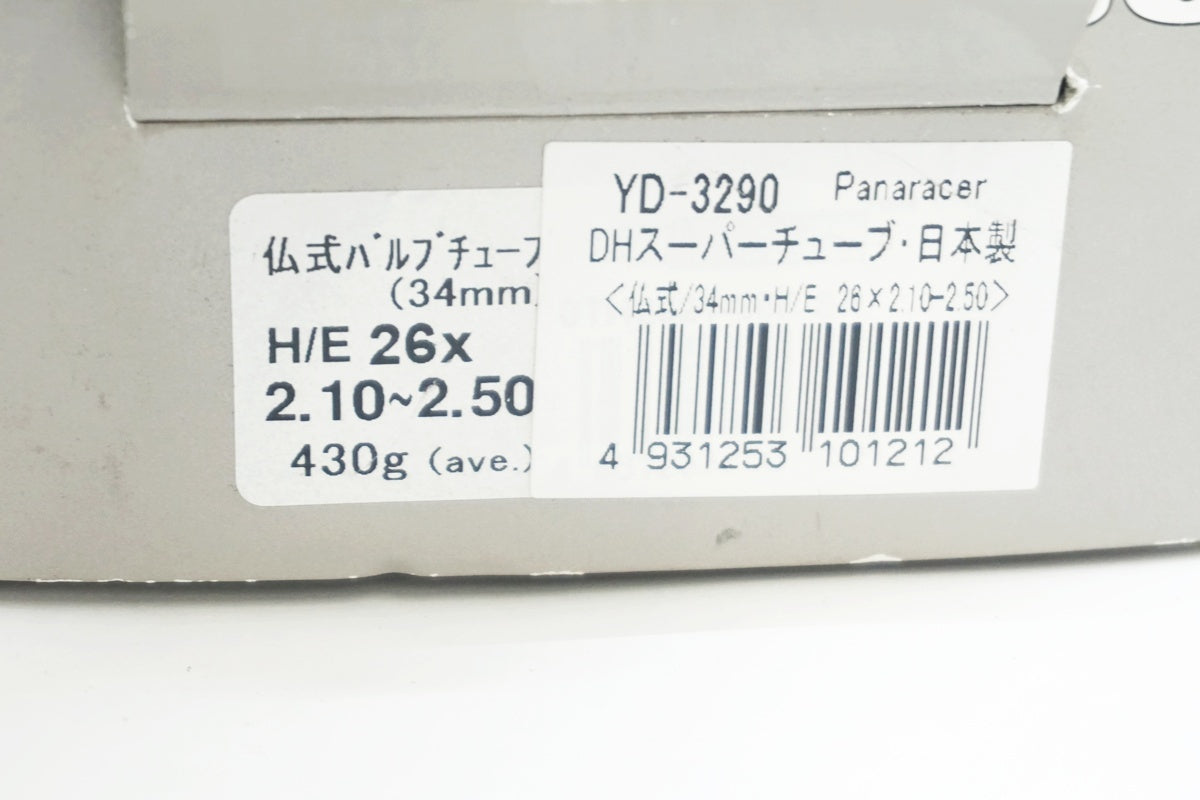 仏式バルブチューブ
(34mm)
H/E 26x
2.10~2.50
430g (ave.)
YD-3290 Panaracer
DHスーパーチューブ・日本製
<仏式/34mm・H/E 26×2.10-2.50>
4 931253 101212